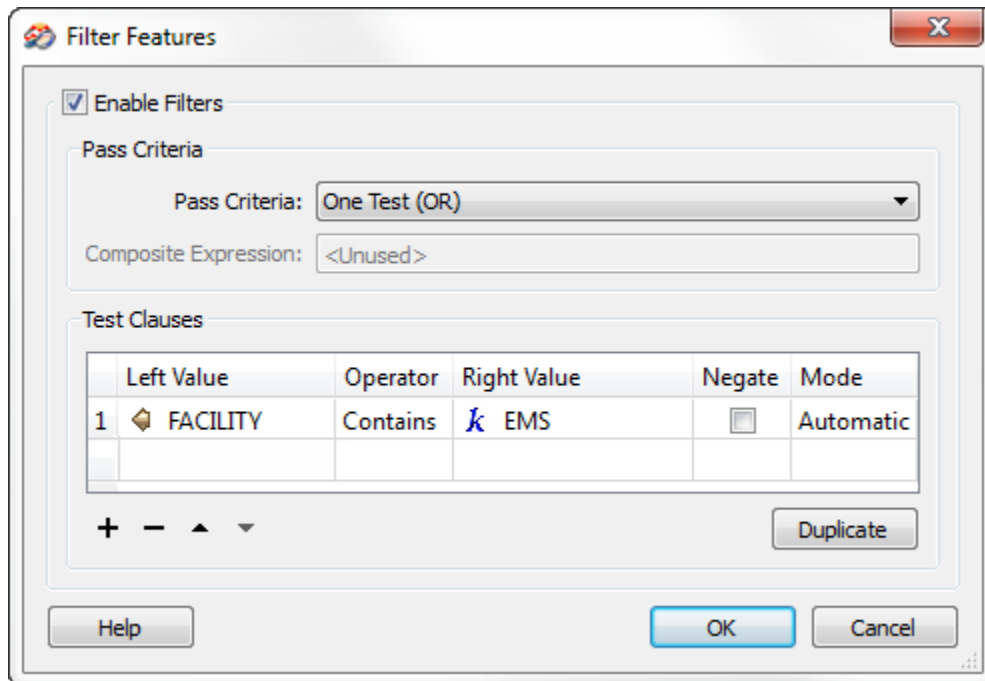 Filter Features
Enable Filters
Pass Criteria
Pass Criteria: One Test (OR)
Composite Expression: <Unused>
Test Clauses
Left Value Operator Right Value Negate Mode
1 FACILITY Contains k EMS Automatic
Duplicate
Help OK Cancel